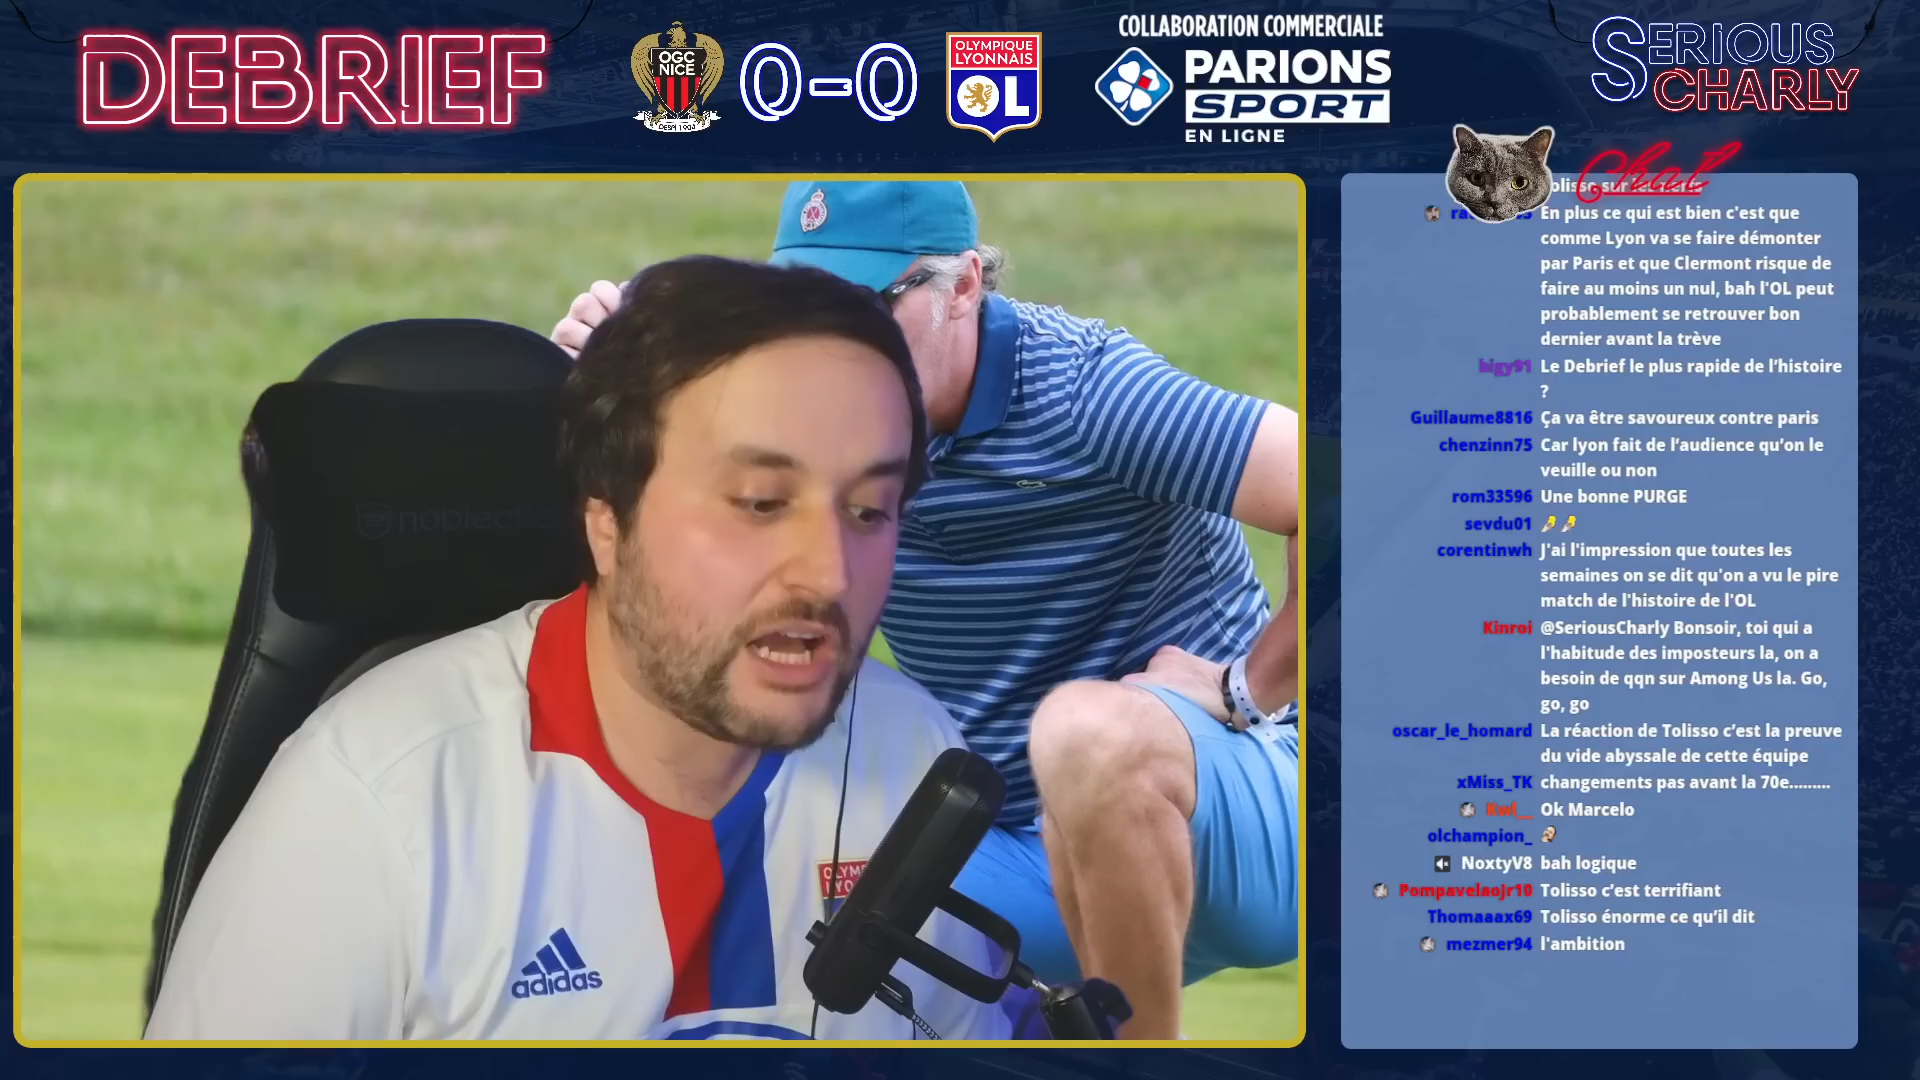 DEBRIEF
OGC
NICE
DEPUI 1904
0-0
OLYMPIQUE
LYONNAIS
OL
COLLABORATION COMMERCIALE
PARIONS
SPORT
EN LIGNE
SERIOUS
CHARLY
Chat
En plus ce qui est bien c'est que
comme Lyon va se faire démonter
par Paris et que Clermont risque de
faire au moins un nul, bah l'OL peut
probablement se retrouver bon
dernier avant la trève
bigy91 Le Debrief le plus rapide de l’histoire
?
Guillaume8816 Ça va être savoureux contre paris
chenzinn75 Car lyon fait de l’audience qu’on le
veuille ou non
rom33596 Une bonne PURGE
sevdu01
corentinwh J'ai l'impression que toutes les
semaines on se dit qu'on a vu le pire
match de l'histoire de l'OL
Kinroi @SeriousCharly Bonsoir, toi qui a
l'habitude des imposteurs la, on a
besoin de qqn sur Among Us la. Go,
go, go
oscar_le_homard La réaction de Tolisso c’est la preuve
du vide abyssale de cette équipe
xMiss_TK changements pas avant la 70e.........
Ok Marcelo
olchampion_
NoxtyV8 bah logique
Pompavelaojr10 Tolisso c’est terrifiant
Thomaaax69 Tolisso énorme ce qu’il dit
mezmer94 l'ambition
adidas